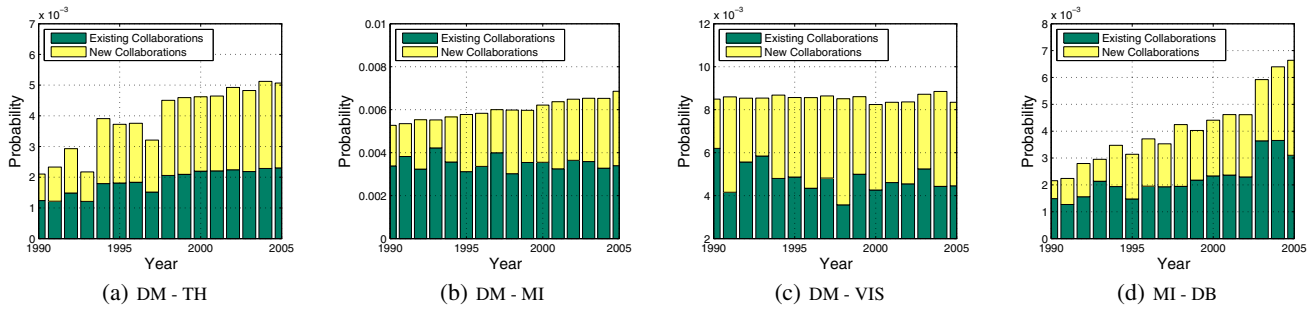 x 10⁻³
7
6
5
4
3
2
1
0
Probability
Existing Collaborations
New Collaborations
1990 1995 2000 2005
Year
(a) DM - TH
0.01
0.008
0.006
0.004
0.002
0
Probability
Existing Collaborations
New Collaborations
1990 1995 2000 2005
Year
(b) DM - MI
x 10⁻³
12
10
8
6
4
2
Probability
Existing Collaborations
New Collaborations
1990 1995 2000 2005
Year
(c) DM - VIS
x 10⁻³
8
7
6
5
4
3
2
1
0
Probability
Existing Collaborations
New Collaborations
1990 1995 2000 2005
Year
(d) MI - DB